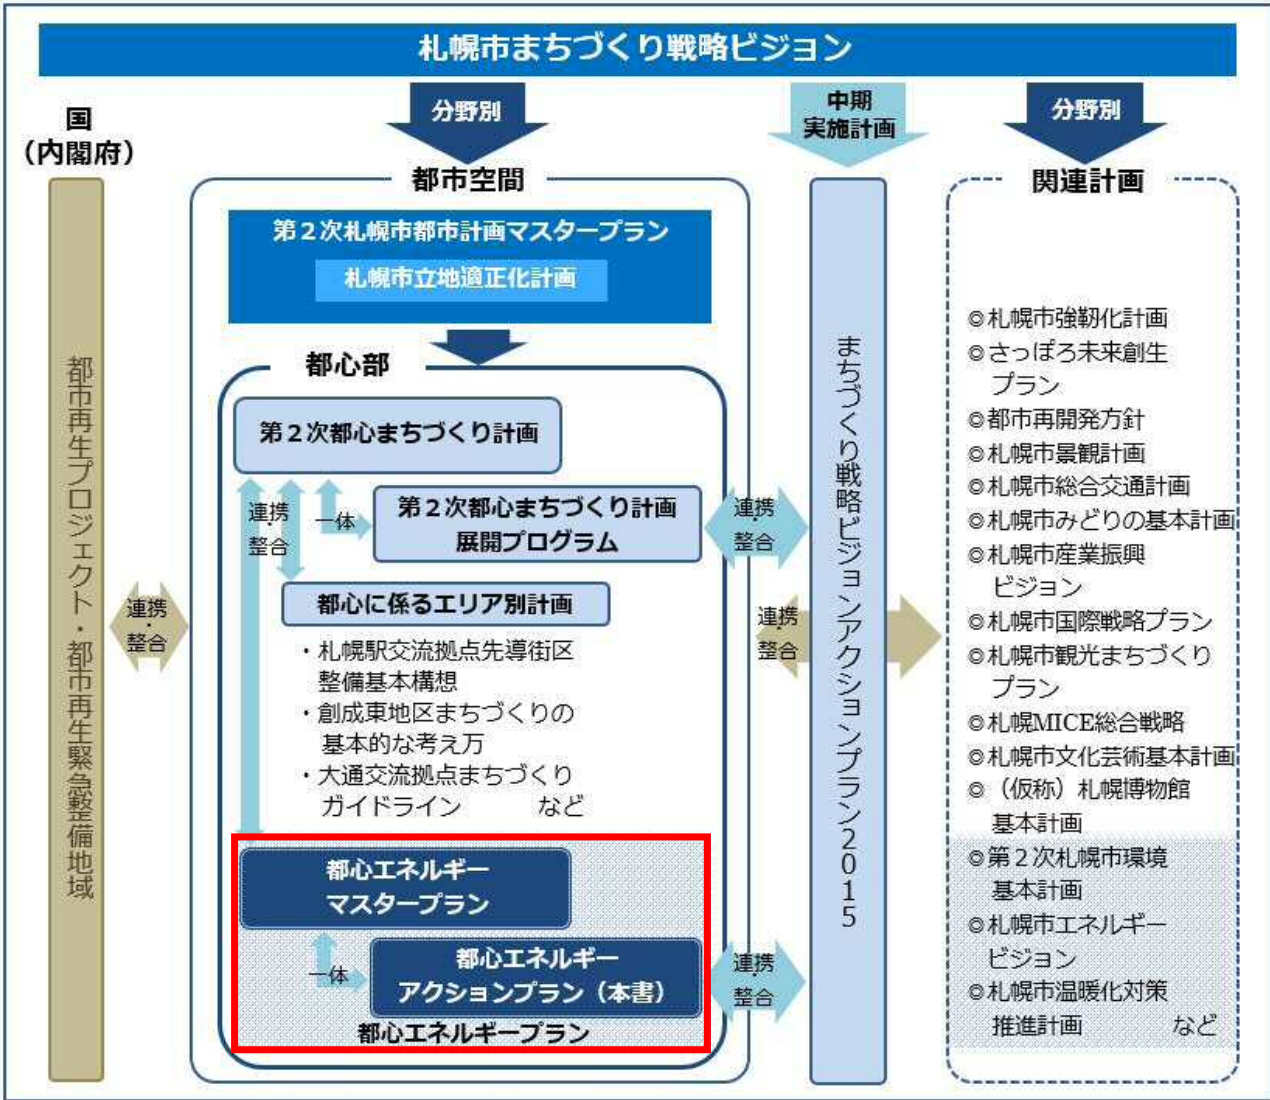 札幌市まちづくり戦略ビジョン
国
（内閣府）
分野別
中期
実施計画
分野別
都市再生プロジェクト・都市再生緊急整備地域
連携
・
整合
都市空間
第２次札幌市都市計画マスタープラン
札幌市立地適正化計画
都心部
第２次都心まちづくり計画
連携
・
整合
一体
第２次都心まちづくり計画
展開プログラム
都心に係るエリア別計画
・札幌駅交流拠点先導街区
整備基本構想
・創成東地区まちづくりの
基本的な考え万
・大通交流拠点まちづくり
ガイドライン　　など
都心エネルギー
マスタープラン
一体
都心エネルギー
アクションプラン（本書）
都心エネルギープラン
連携
・
整合
連携
・
整合
連携
・
整合
まちづくり戦略ビジョンアクションプラン2015
関連計画
◎札幌市強靭化計画
◎さっぽろ未来創生
プラン
◎都市再開発方針
◎札幌市景観計画
◎札幌市総合交通計画
◎札幌市みどりの基本計画
◎札幌市産業振興
ビジョン
◎札幌市国際戦略プラン
◎札幌市観光まちづくり
プラン
◎札幌MICE総合戦略
◎札幌市文化芸術基本計画
◎（仮称）札幌博物館
基本計画
◎第２次札幌市環境
基本計画
◎札幌市エネルギー
ビジョン
◎札幌市温暖化対策
推進計画　　など